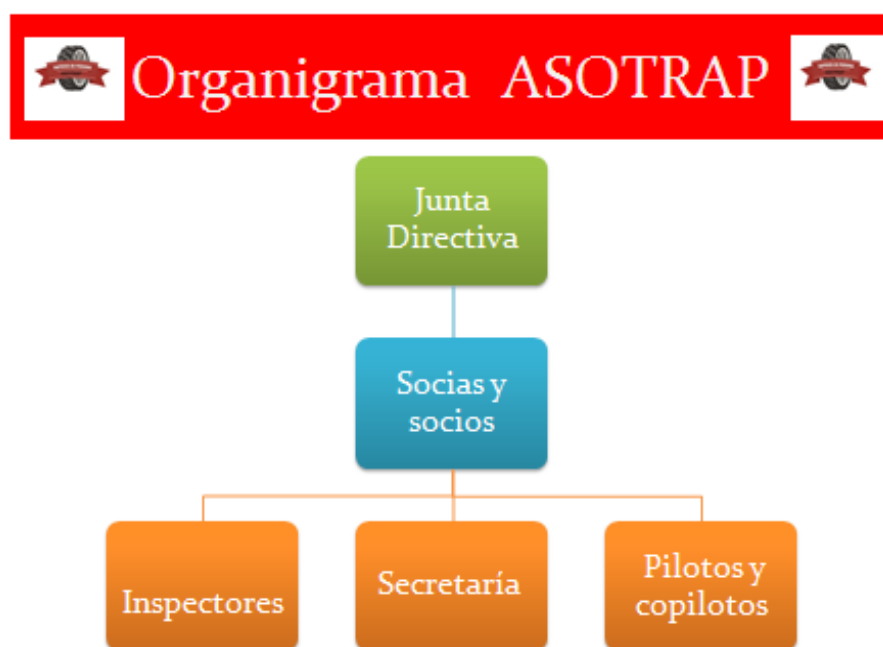 Organigrama ASOTRAP
Junta
Directiva
Socias y
socios
Inspectores
Secretaría
Pilotos y
copilotos